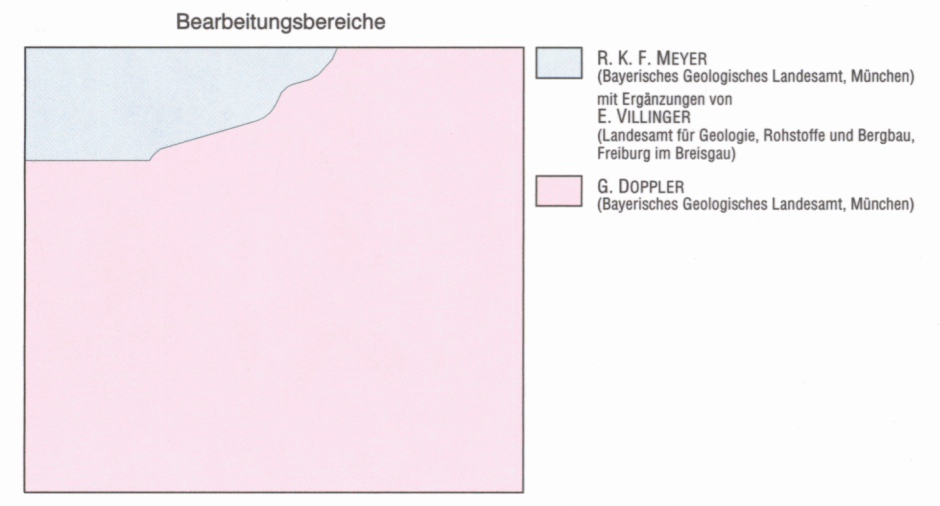 Bearbeitungsbereiche
R. K. F. MEYER
(Bayerisches Geologisches Landesamt, München)
mit Ergänzungen von
E. VILLINGER
(Landesamt für Geologie, Rohstoffe und Bergbau,
Freiburg im Breisgau)
G. DOPPLER
(Bayerisches Geologisches Landesamt, München)